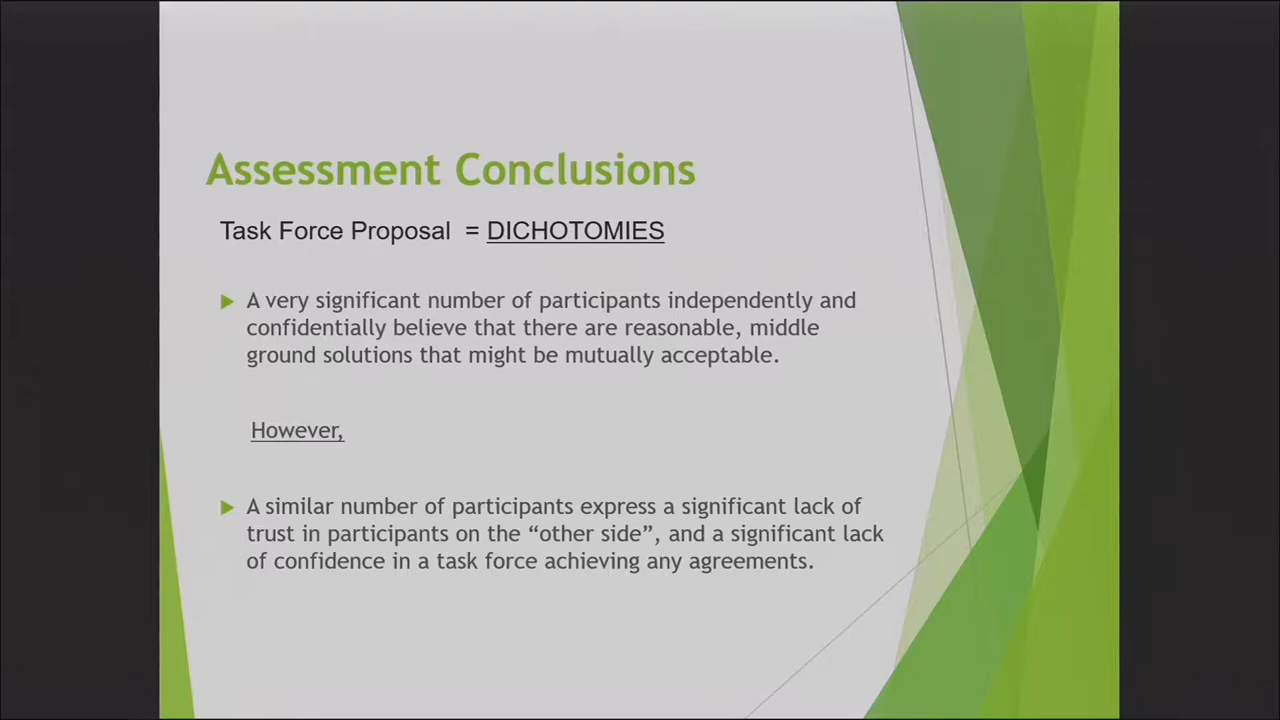 Assessment Conclusions
Task Force Proposal = DICHOTOMIES
A very significant number of participants independently and
confidentially believe that there are reasonable, middle
ground solutions that might be mutually acceptable.
However,
A similar number of participants express a significant lack of
trust in participants on the “other side”, and a significant lack
of confidence in a task force achieving any agreements.